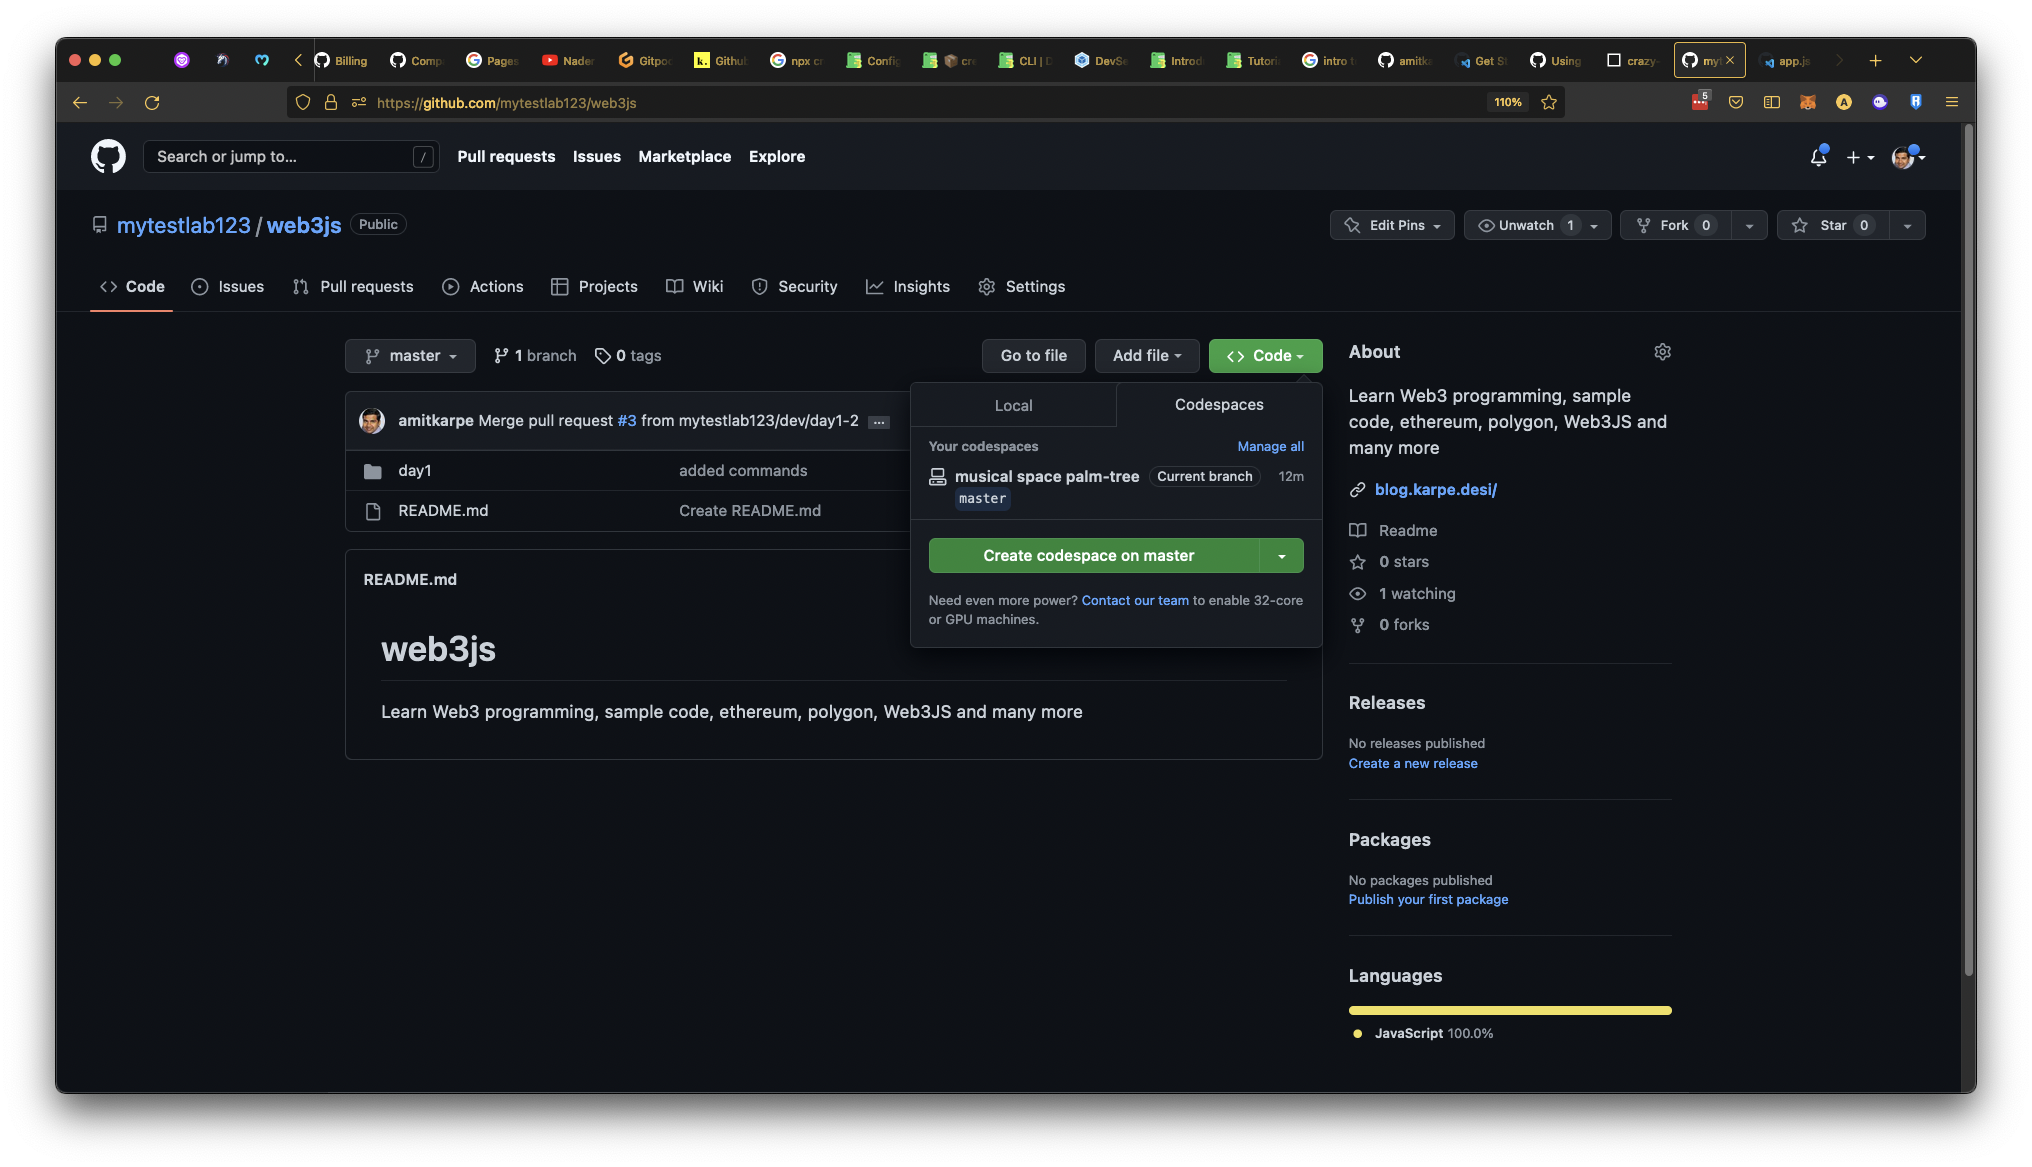 Billing Comp Pages Nader Gitpo Github npx cr Config cre CLI | D DevSe Introd Tutori intro t amitka Get St Using crazy- my app.js
https://github.com/mytestlab123/web3js 110% 5 A
Search or jump to... / Pull requests Issues Marketplace Explore
mytestlab123 / web3js Public Edit Pins Unwatch 1 Fork 0 Star 0
Code Issues Pull requests Actions Projects Wiki Security Insights Settings
master 1 branch 0 tags Go to file Add file Code
amitkarpe Merge pull request #3 from mytestlab123/dev/day1-2 ...
day1 added commands
README.md Create README.md
Local Codespaces
Your codespaces Manage all
musical space palm-tree Current branch 12m
master
Create codespace on master
Need even more power? Contact our team to enable 32-core
or GPU machines.
README.md
web3js
Learn Web3 programming, sample code, ethereum, polygon, Web3JS and many more
About
Learn Web3 programming, sample
code, ethereum, polygon, Web3JS and
many more
blog.karpe.desi/
Readme
0 stars
1 watching
0 forks
Releases
No releases published
Create a new release
Packages
No packages published
Publish your first package
Languages
JavaScript 100.0%